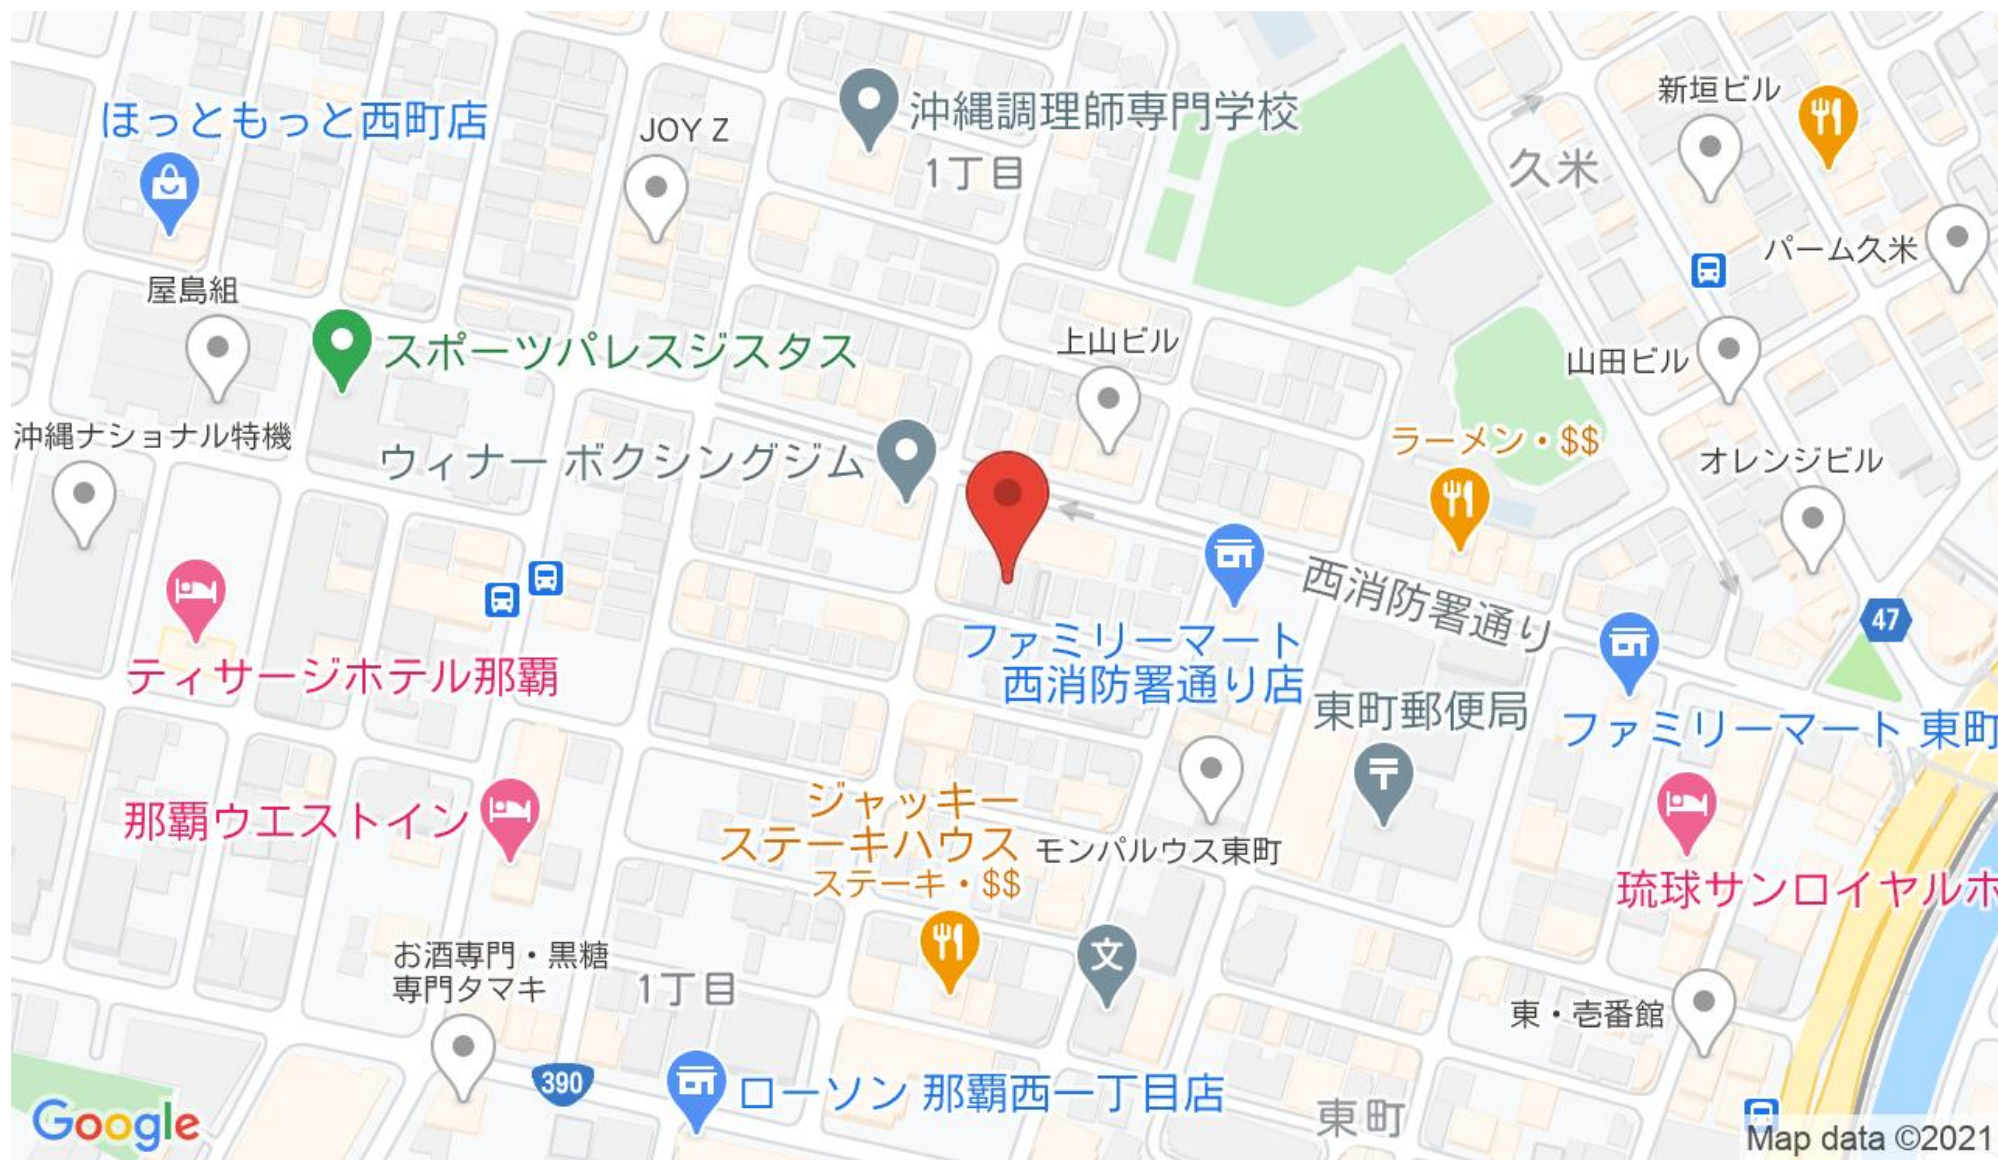 新垣ビル
沖縄調理師専門学校
ほっともっと西町店
JOY Z
1丁目
久米
パーム久米
屋島組
上山ビル
スポーツパレスジスタス
山田ビル
沖縄ナショナル特機
ラーメン・$$
ウィナー ボクシングジム
オレンジビル
西消防署通り
47
ファミリーマート
西消防署通り店
ティサージホテル那覇
東町郵便局
ファミリーマート 東町
那覇ウエストイン
ジャッキー
ステーキハウス
ステーキ・$$
モンパルウス東町
琉球サンロイヤルホ
文
お酒専門・黒糖
専門タマキ
1丁目
東・壱番館
390
ローソン 那覇西一丁目店
東町
Google
Map data ©2021